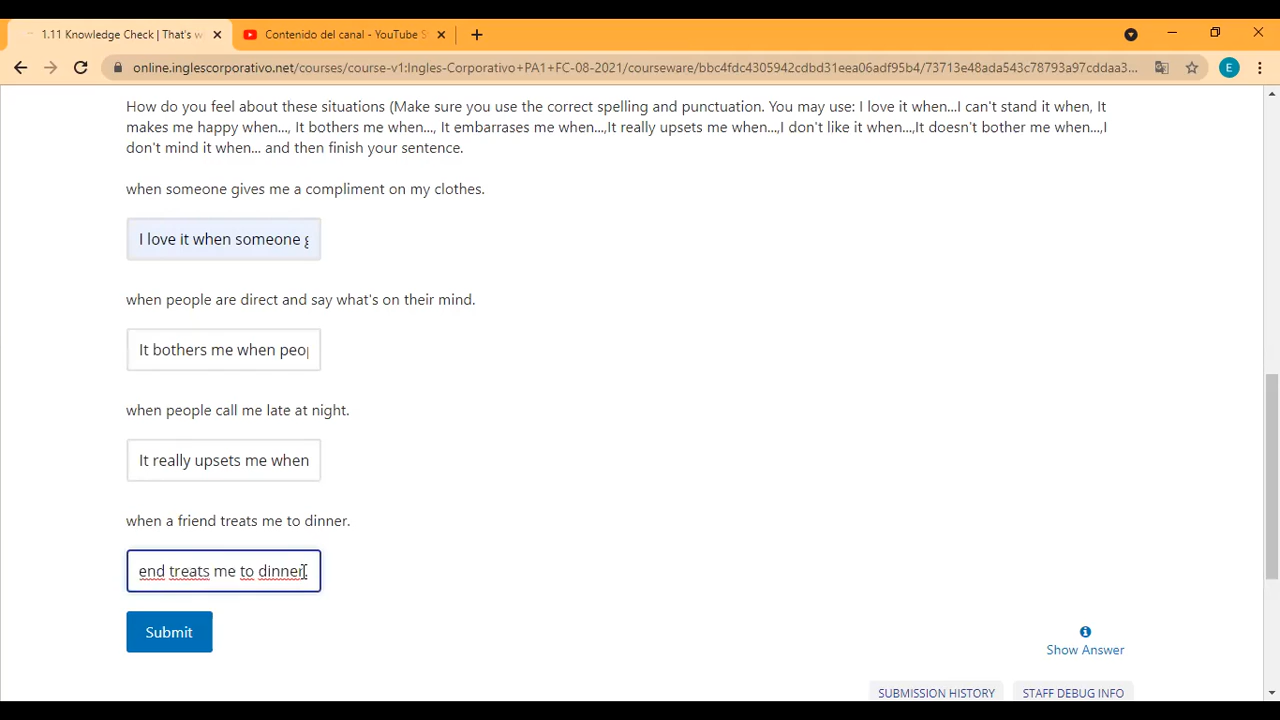 1.11 Knowledge Check | That's w
Contenido del canal - YouTube S
online.inglescorporativo.net/courses/course-v1:Ingles-Corporativo+PA1+FC-08-2021/courseware/bbc4fdc4305942cdbd31eea06adf95b4/73713e48ada543c78793a97cddaa3...
E
How do you feel about these situations (Make sure you use the correct spelling and punctuation. You may use: I love it when...I can't stand it when, It
makes me happy when..., It bothers me when..., It embarrases me when...,It really upsets me when...,I don't like it when...,It doesn't bother me when...,I
don't mind it when... and then finish your sentence.
when someone gives me a compliment on my clothes.
I love it when someone g
when people are direct and say what's on their mind.
It bothers me when peop
when people call me late at night.
It really upsets me when
when a friend treats me to dinner.
end treats me to dinner.
Submit
Show Answer
SUBMISSION HISTORY
STAFF DEBUG INFO